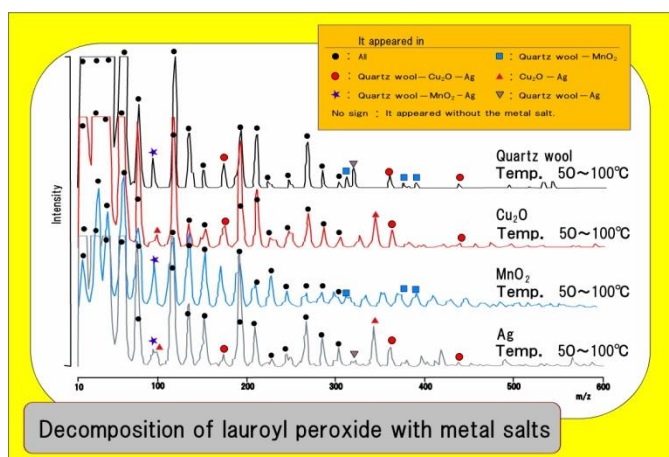 It appeared in
● : All
■ : Quartz wool－MnO₂
● : Quartz wool－Cu₂O－Ag
▲ : Cu₂O－Ag
★ : Quartz wool－MnO₂－Ag
▼ : Quartz wool－Ag
No sign : It appeared without the metal salt.
Quartz wool
Temp. 50～100℃
Cu₂O
Temp. 50～100℃
MnO₂
Temp. 50～100℃
Ag
Temp. 50～100℃
Intensity
10 100 200 300 400 500 600
m/z
Decomposition of lauroyl peroxide with metal salts